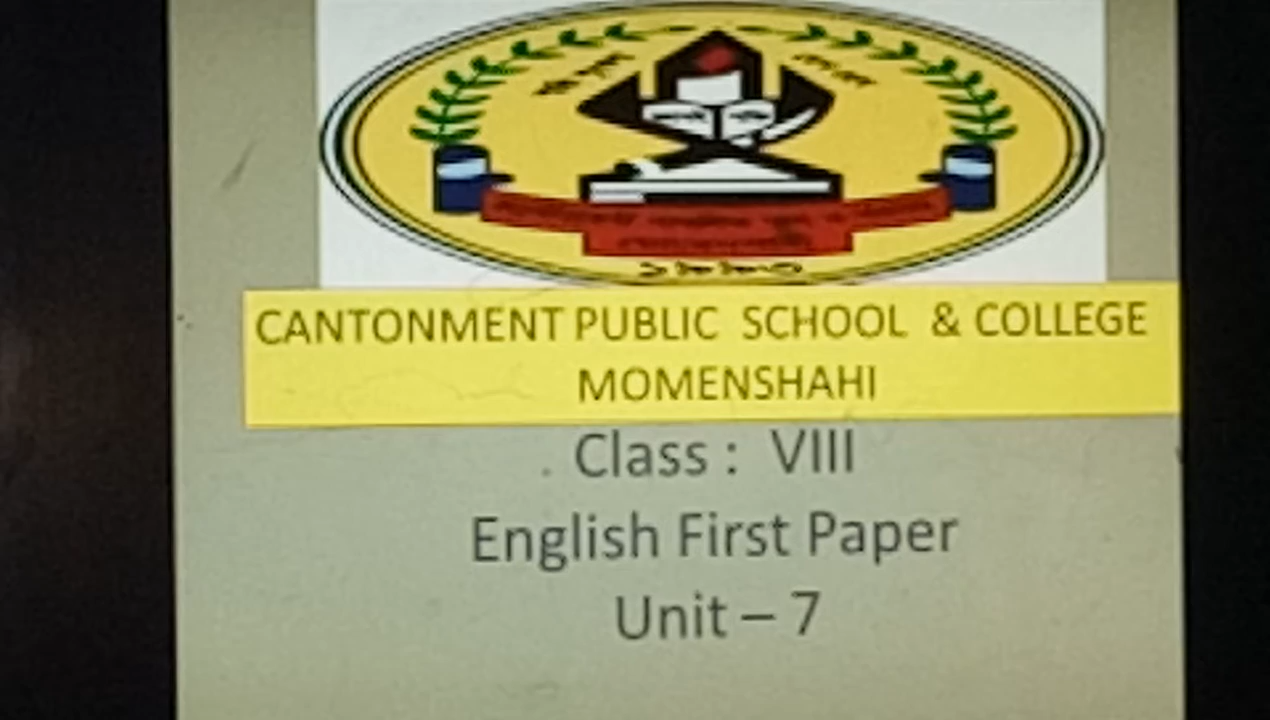 CANTONMENT PUBLIC SCHOOL & COLLEGE
MOMENSHAHI
Class : VIII
English First Paper
Unit – 7